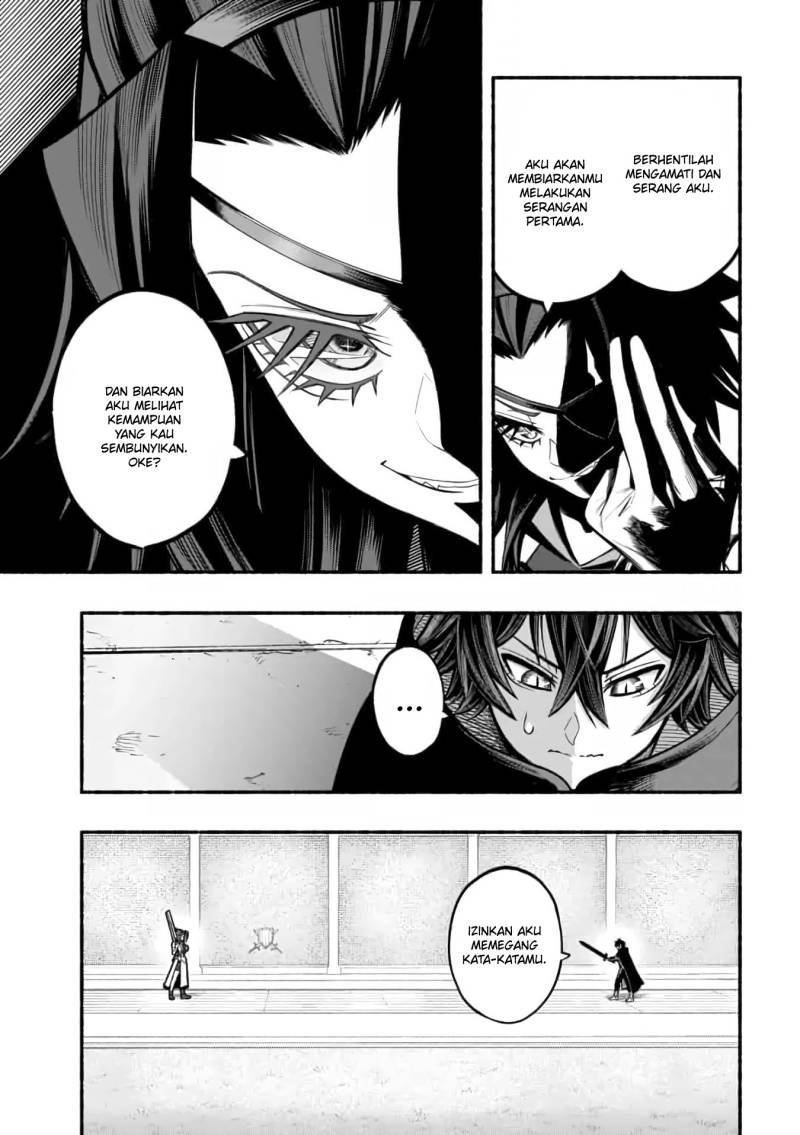 BERHENTILAH
MENGAMATI DAN
SERANG AKU.
AKU AKAN
MEMBIARKANMU
MELAKUKAN
SERANGAN
PERTAMA.
DAN BIARKAN
AKU MELIHAT
KEMAMPUAN
YANG KAU
SEMBUNYIKAN.
OKE?
...
IZINKAN AKU
MEMEGANG
KATA-KATAMU.